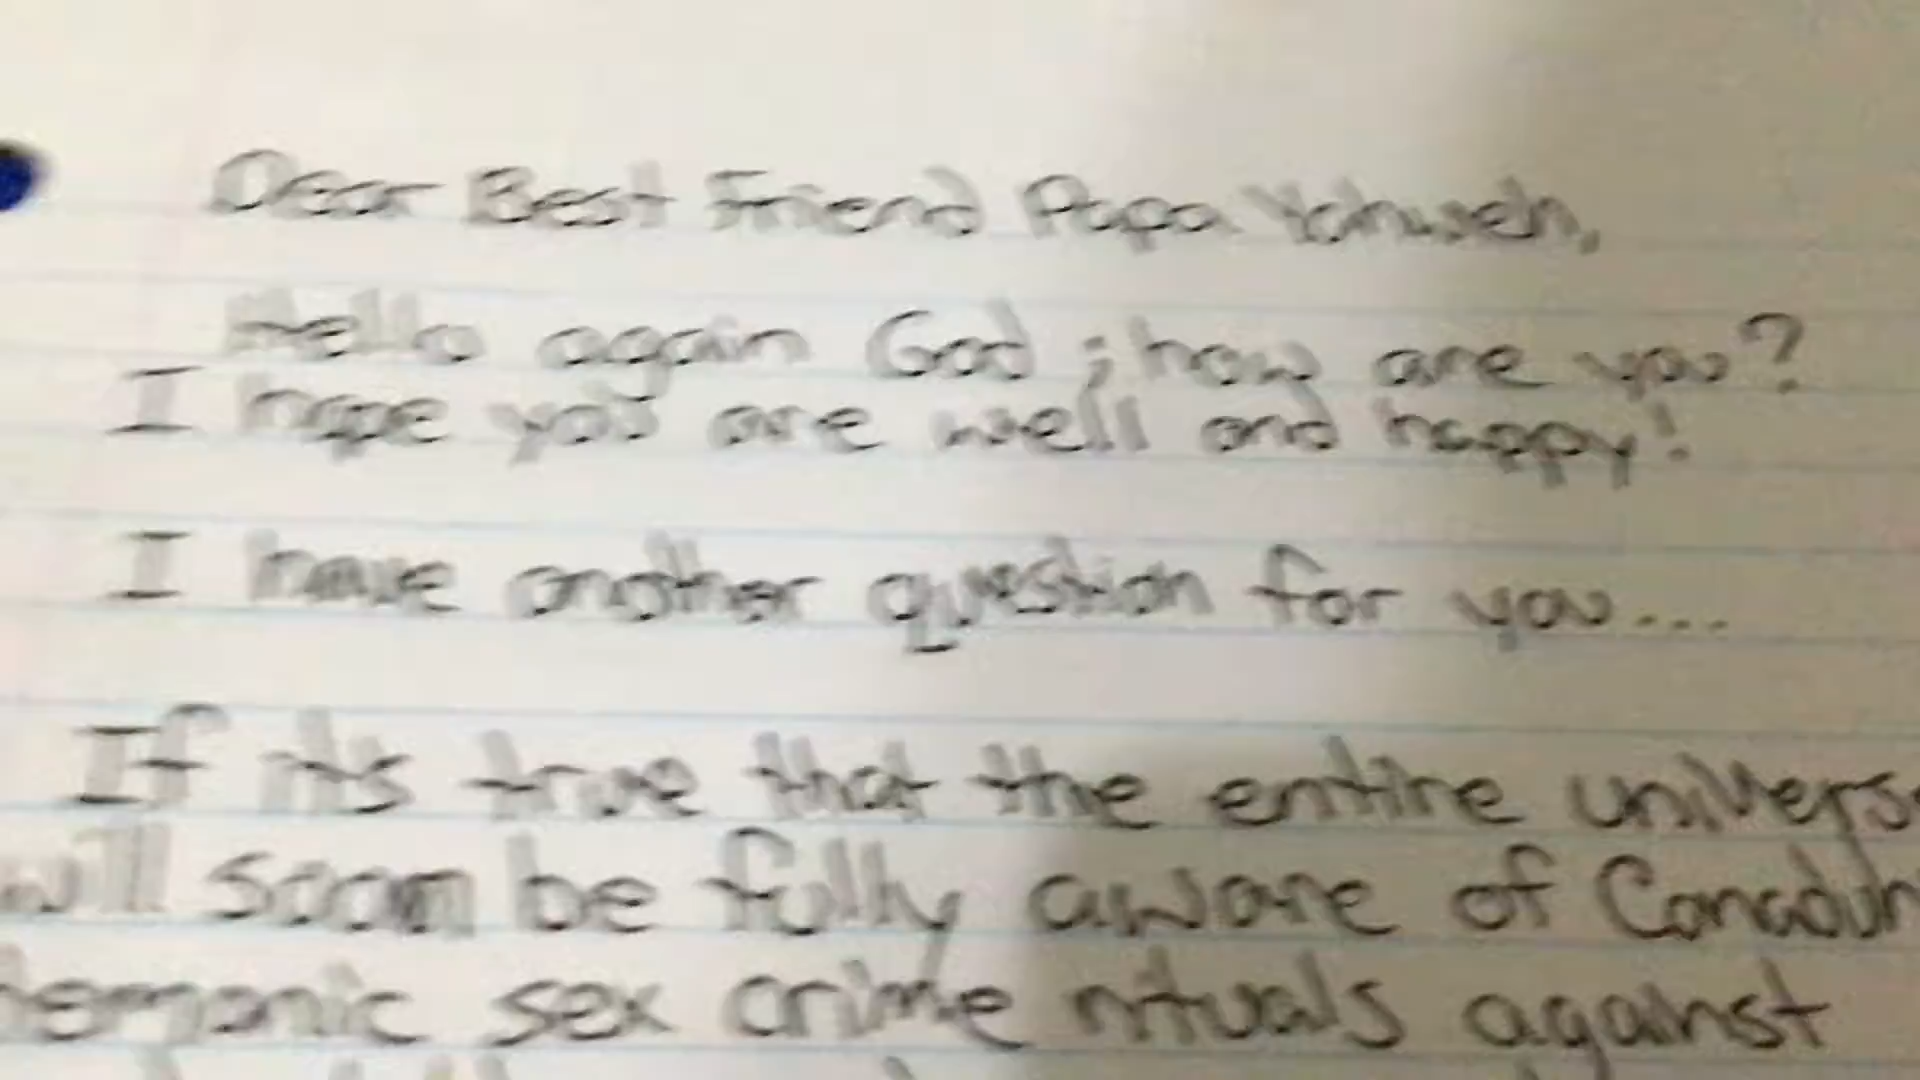 Dear Best Friend Papa Yahweh,
Hello again God; how are you?
I hope you are well and happy!
I have another question for you....
If it's true that the entire univers
will soon be fully aware of
demonic sex crime rituals against